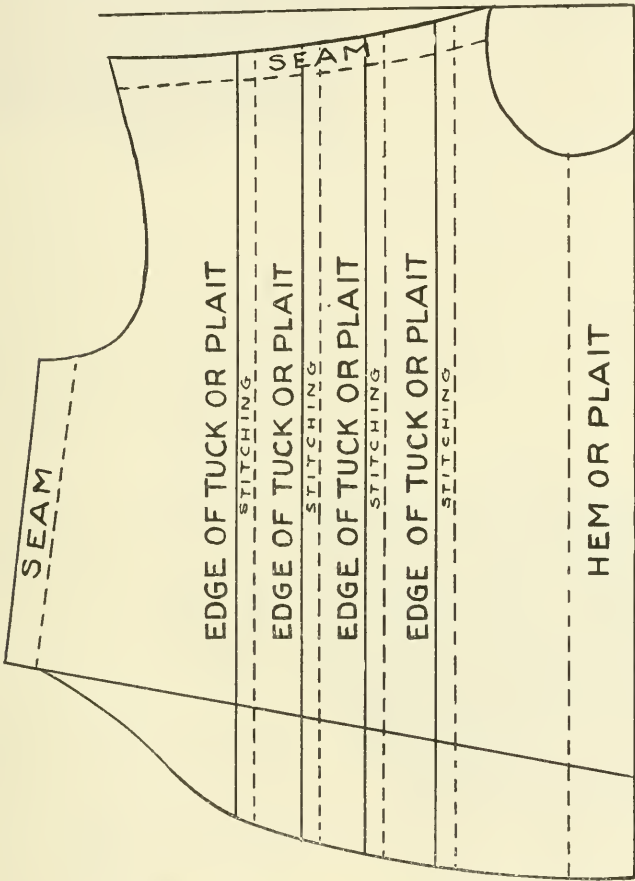 SEAM
SEAM
EDGE OF TUCK OR PLAIT
STITCHING
EDGE OF TUCK OR PLAIT
STITCHING
EDGE OF TUCK OR PLAIT
STITCHING
EDGE OF TUCK OR PLAIT
STITCHING
HEM OR PLAIT